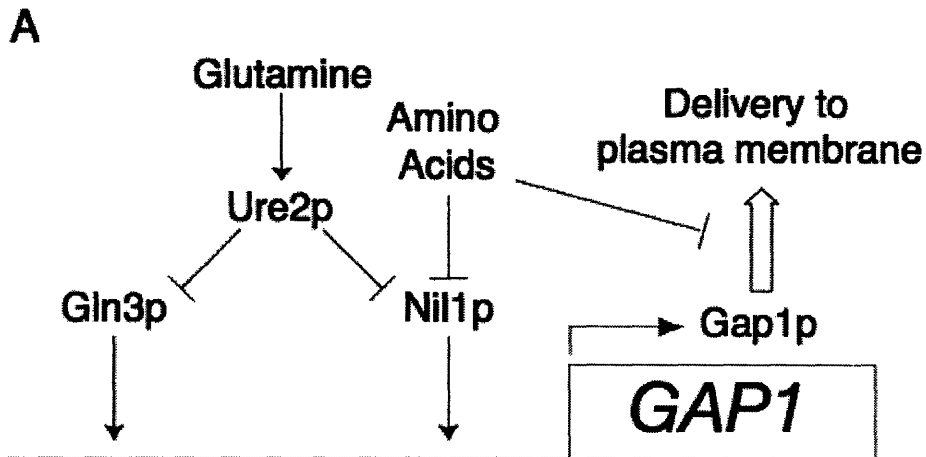 A
Glutamine
Amino
Acids
Delivery to
plasma membrane
Ure2p
Gln3p
Nil1p
Gap1p
GAP1